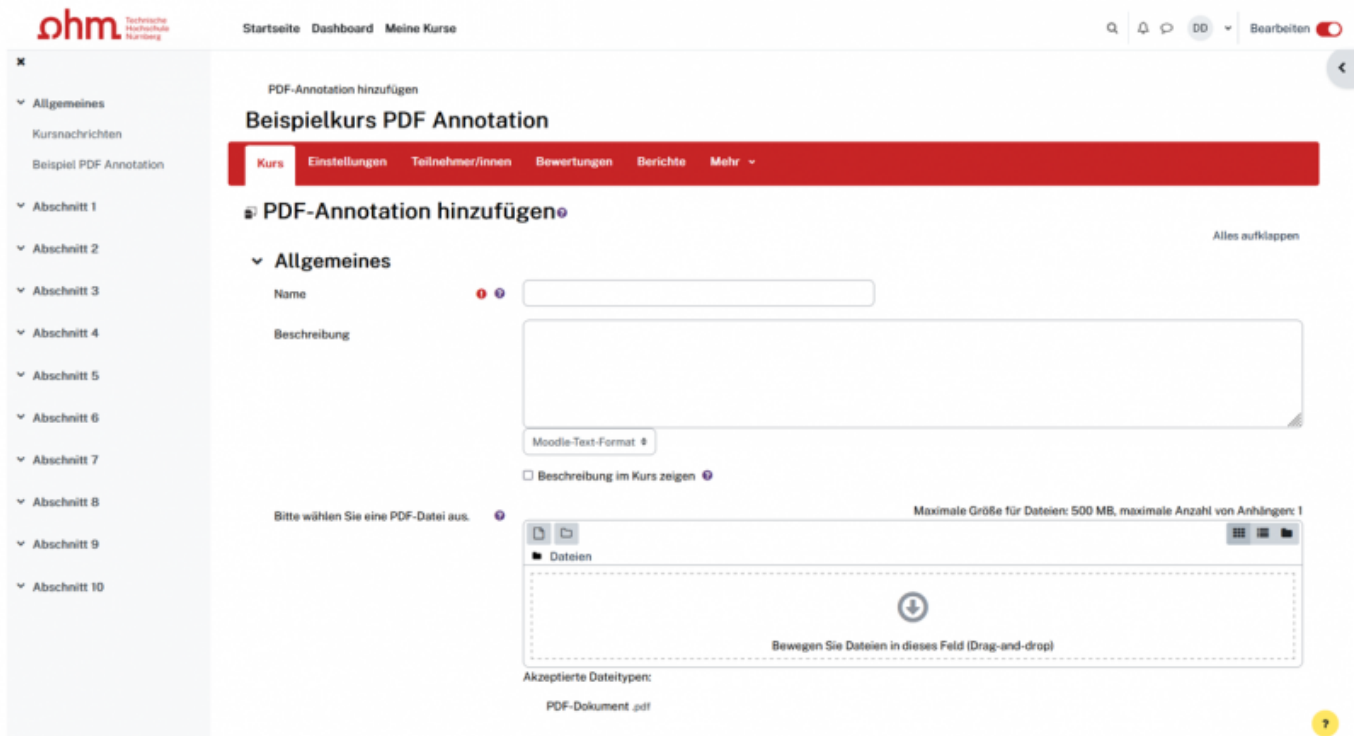 ohm Technische Hochschule Nürnberg
Startseite Dashboard Meine Kurse
DD
Bearbeiten
Allgemeines
Kursnachrichten
Beispiel PDF Annotation
Abschnitt 1
Abschnitt 2
Abschnitt 3
Abschnitt 4
Abschnitt 5
Abschnitt 6
Abschnitt 7
Abschnitt 8
Abschnitt 9
Abschnitt 10
PDF-Annotation hinzufügen
Beispielkurs PDF Annotation
Kurs Einstellungen Teilnehmer/innen Bewertungen Berichte Mehr
PDF-Annotation hinzufügen
Alles aufklappen
Allgemeines
Name
Beschreibung
Moodle-Text-Format
Beschreibung im Kurs zeigen
Bitte wählen Sie eine PDF-Datei aus.
Maximale Größe für Dateien: 500 MB, maximale Anzahl von Anhängen: 1
Dateien
Bewegen Sie Dateien in dieses Feld (Drag-and-drop)
Akzeptierte Dateitypen:
PDF-Dokument .pdf
?